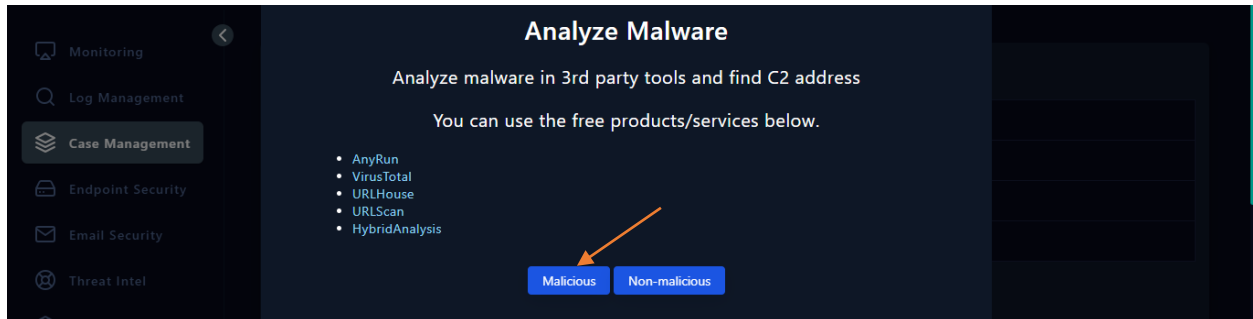 Analyze Malware
Monitoring
Analyze malware in 3rd party tools and find C2 address
Log Management
You can use the free products/services below.
Case Management
AnyRun
VirusTotal
Endpoint Security
URLHouse
URLScan
HybridAnalysis
Email Security
Malicious
Non-malicious
Threat Intel